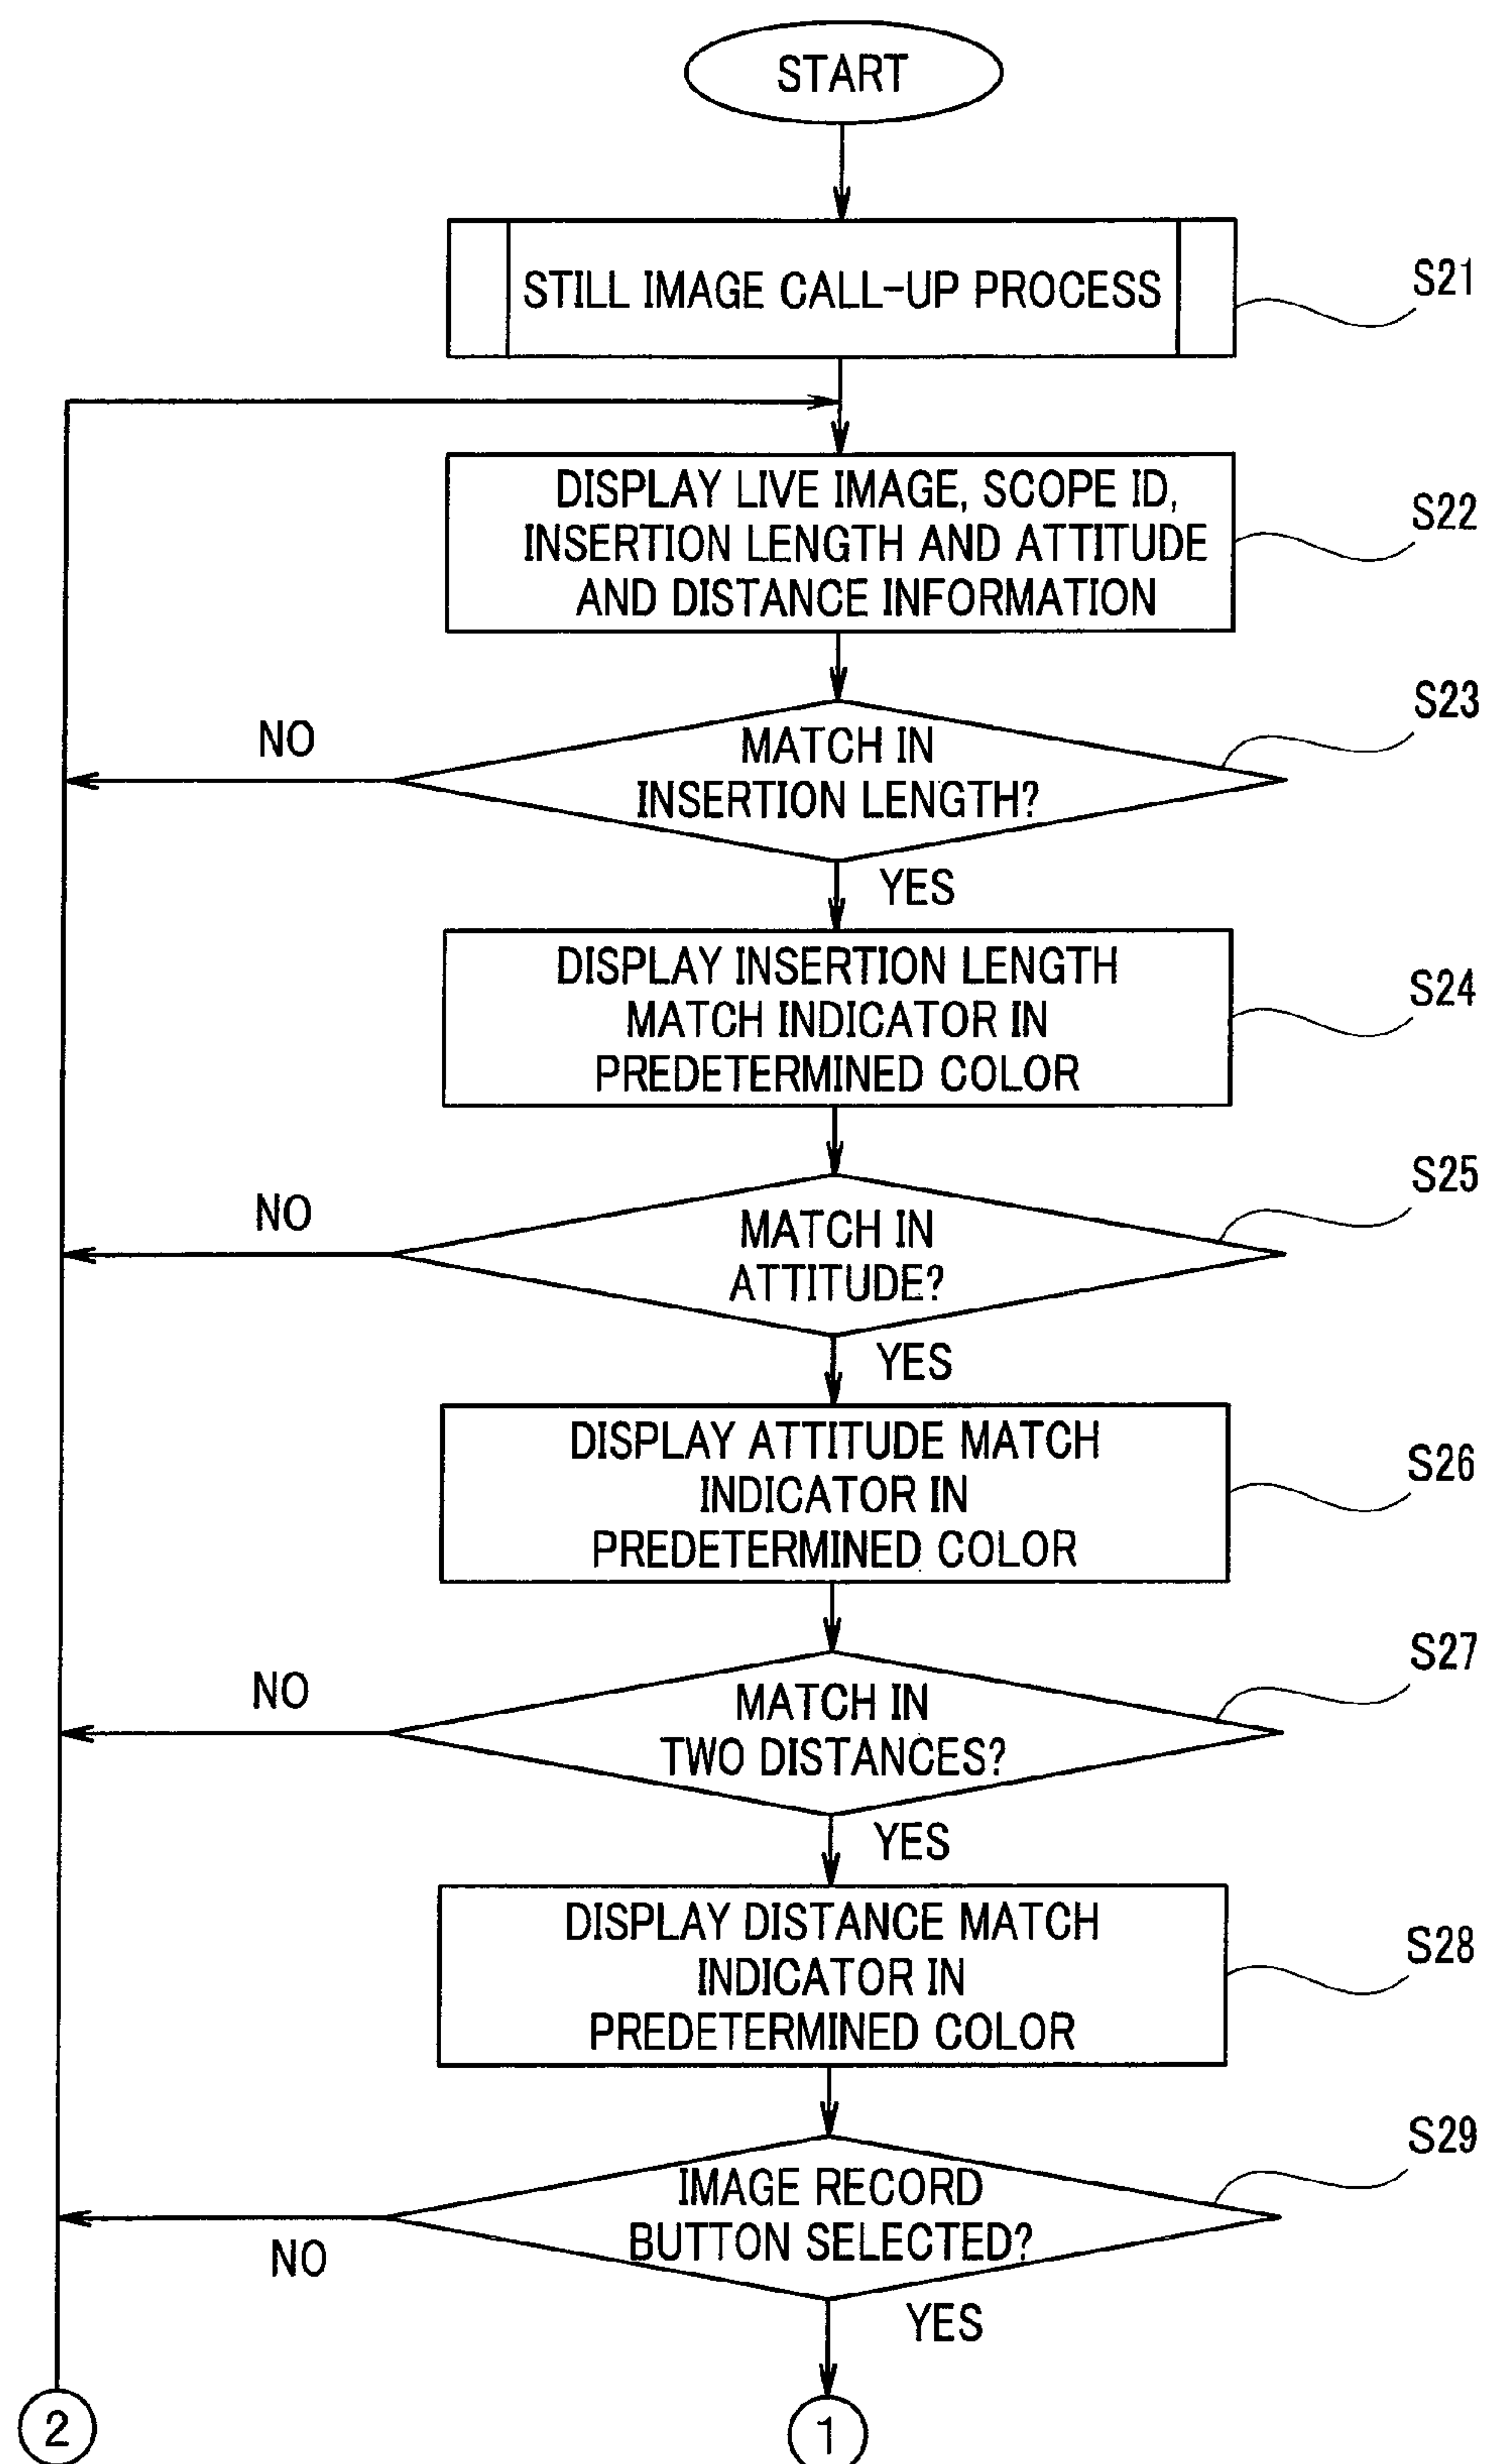 START
STILL IMAGE CALL-UP PROCESS
S21
DISPLAY LIVE IMAGE, SCOPE ID,
INSERTION LENGTH AND ATTITUDE
AND DISTANCE INFORMATION
S22
MATCH IN
INSERTION LENGTH?
S23
NO
YES
DISPLAY INSERTION LENGTH
MATCH INDICATOR IN
PREDETERMINED COLOR
S24
MATCH IN
ATTITUDE?
S25
NO
YES
DISPLAY ATTITUDE MATCH
INDICATOR IN
PREDETERMINED COLOR
S26
MATCH IN
TWO DISTANCES?
S27
NO
YES
DISPLAY DISTANCE MATCH
INDICATOR IN
PREDETERMINED COLOR
S28
IMAGE RECORD
BUTTON SELECTED?
S29
NO
YES
2
1